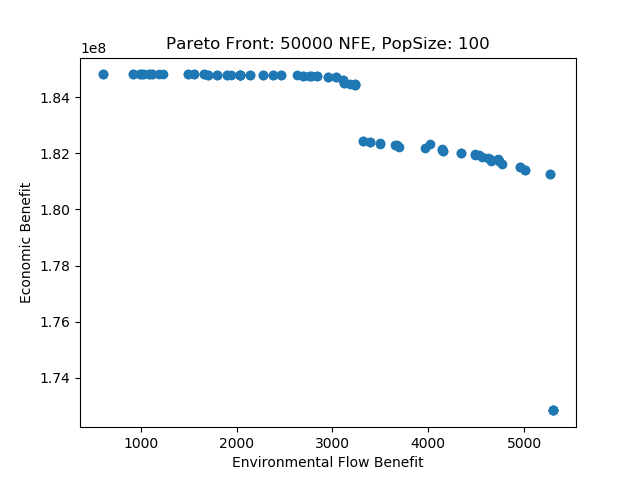 Pareto Front: 50000 NFE, PopSize: 100
1e8
1.84
1.82
1.80
1.78
1.76
1.74
Economic Benefit
1000 2000 3000 4000 5000
Environmental Flow Benefit